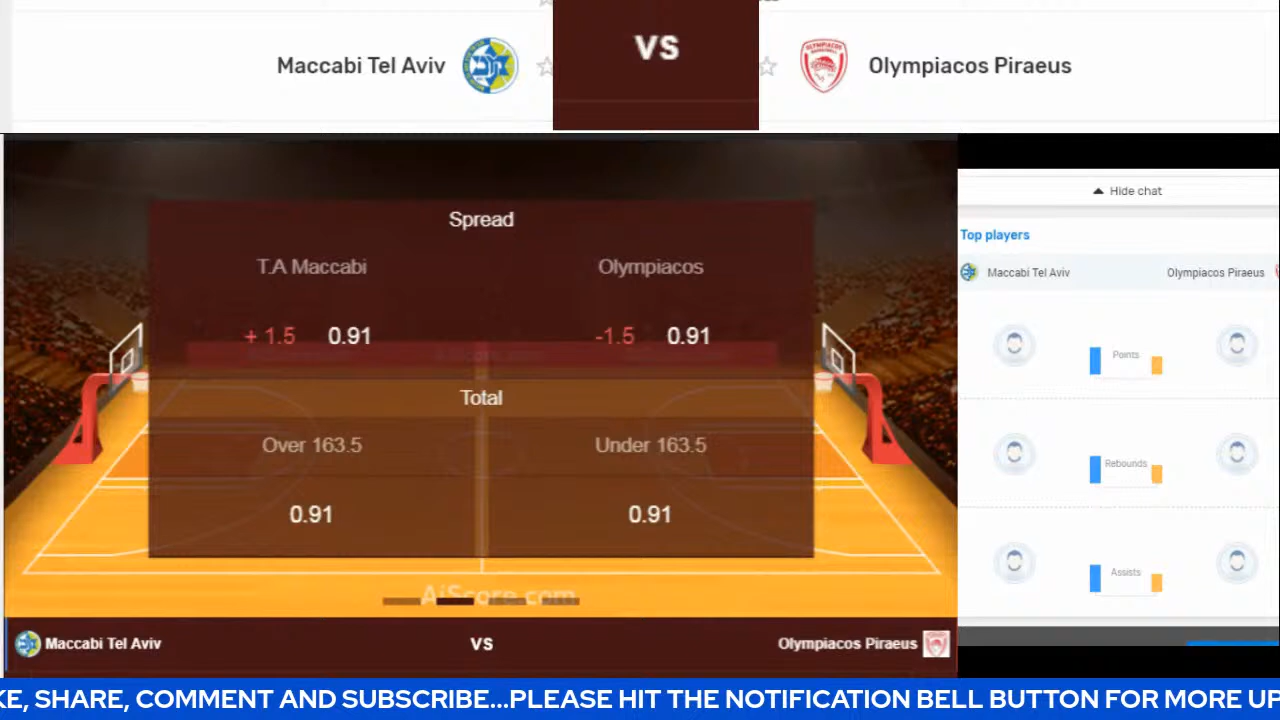 VS
Maccabi Tel Aviv
Olympiacos Piraeus
Hide chat
Spread
T.A Maccabi
Olympiacos
+ 1.5 0.91
-1.5 0.91
Total
Over 163.5
Under 163.5
0.91
0.91
AiScore.com
Top players
Maccabi Tel Aviv
Olympiacos Piraeus
Points
Rebounds
Assists
Maccabi Tel Aviv
VS
Olympiacos Piraeus
KE, SHARE, COMMENT AND SUBSCRIBE...PLEASE HIT THE NOTIFICATION BELL BUTTON FOR MORE UP